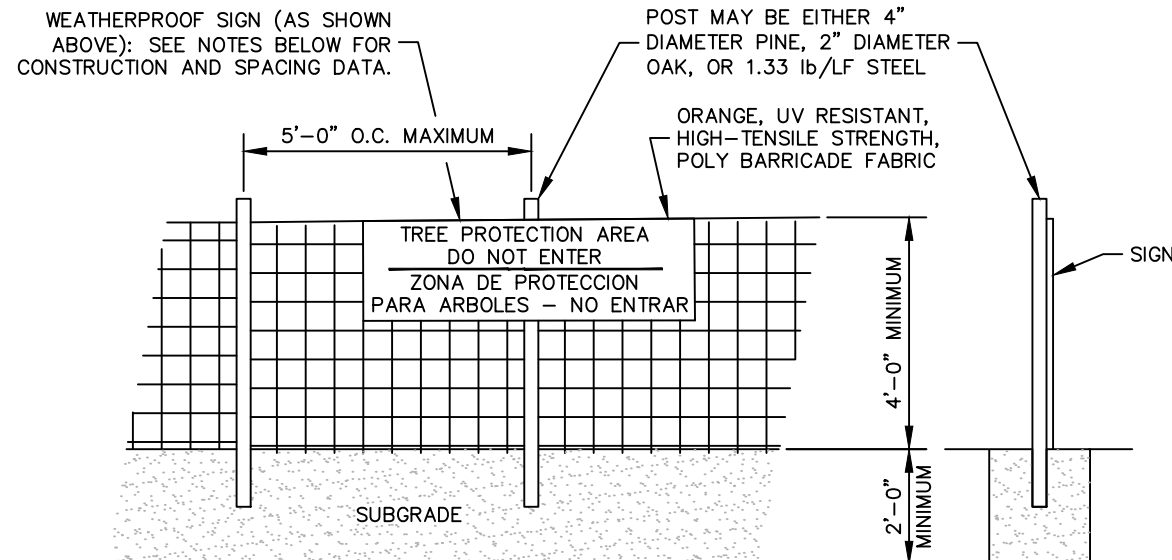 WEATHERPROOF SIGN (AS SHOWN
ABOVE): SEE NOTES BELOW FOR
CONSTRUCTION AND SPACING DATA.
POST MAY BE EITHER 4”
DIAMETER PINE, 2” DIAMETER
OAK, OR 1.33 lb/LF STEEL
ORANGE, UV RESISTANT,
HIGH-TENSILE STRENGTH,
POLY BARRICADE FABRIC
5’-0” O.C. MAXIMUM
TREE PROTECTION AREA
DO NOT ENTER
ZONA DE PROTECCION
PARA ARBOLES – NO ENTRAR
SIGN
4’-0” MINIMUM
2’-0”
MINIMUM
SUBGRADE